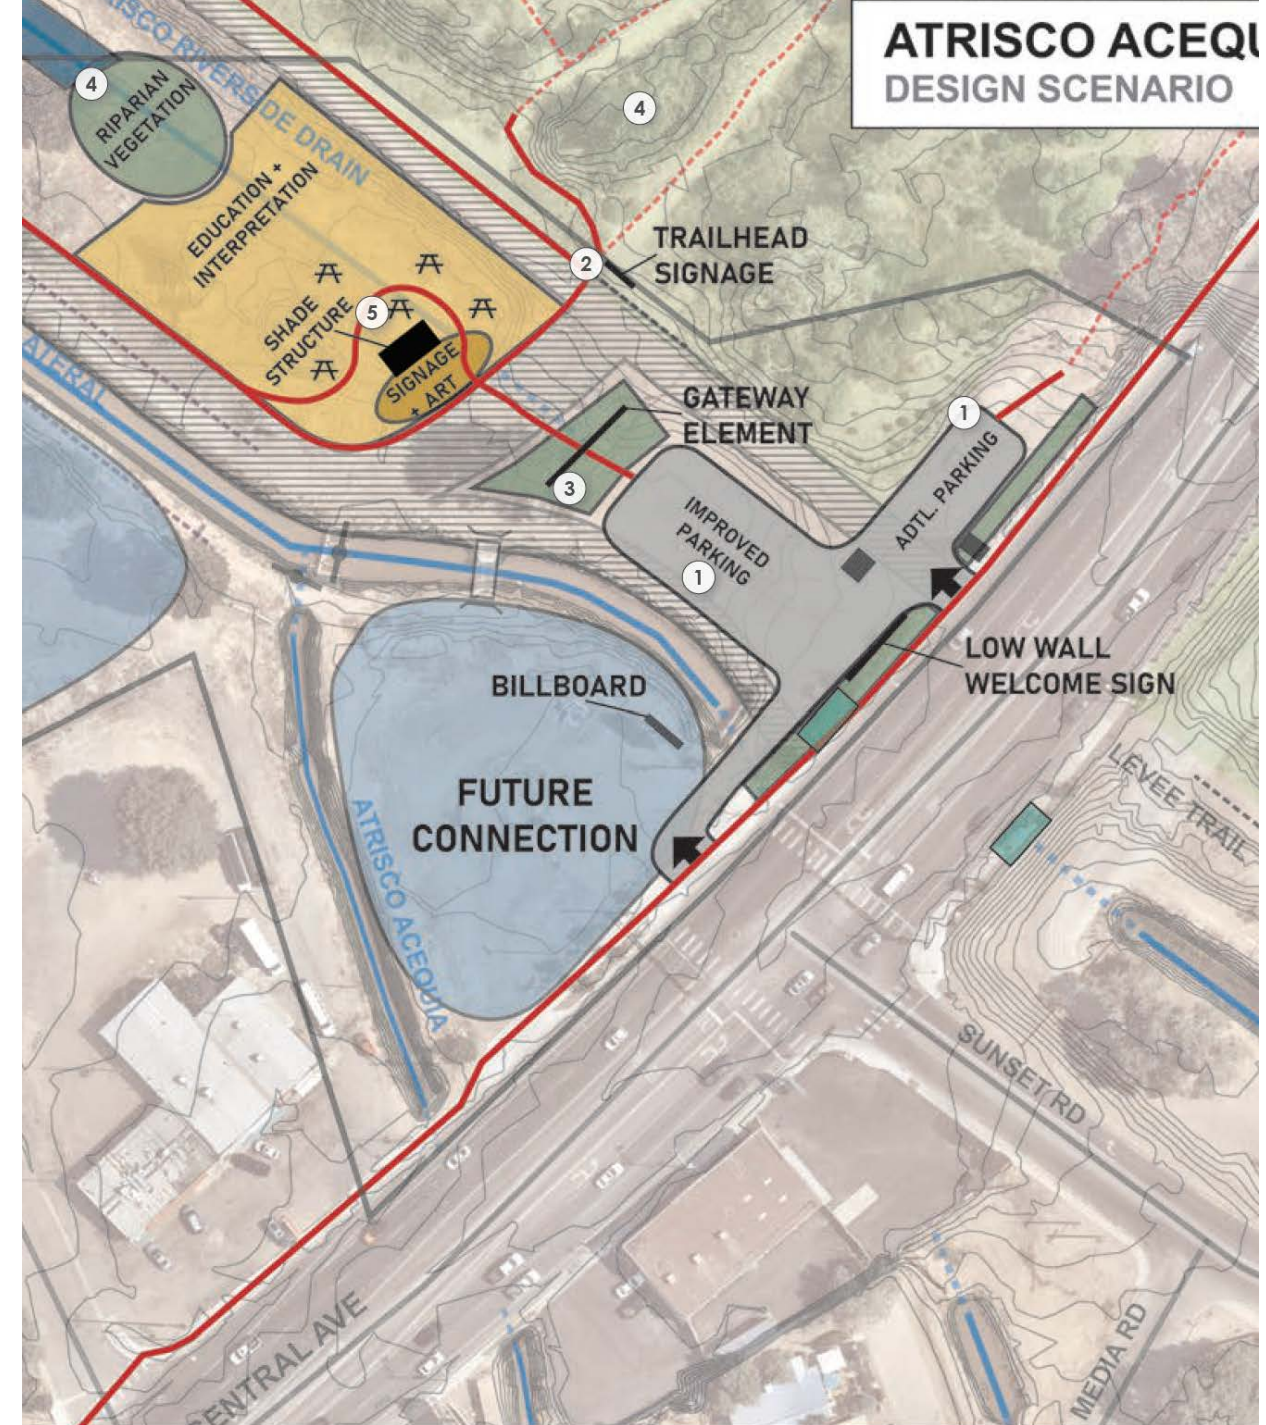 ATRISCO ACEQU
DESIGN SCENARIO
RISCO RIVERSIDE DRAIN
4
RIPARIAN
VEGETATION
4
EDUCATION +
INTERPRETATION
TRAILHEAD
SIGNAGE
2
5
SHADE
STRUCTURE
SIGNAGE
+ ART
ATERAL
GATEWAY
ELEMENT
3
1
ADTL. PARKING
IMPROVED
PARKING
1
LOW WALL
WELCOME SIGN
BILLBOARD
FUTURE
CONNECTION
ATRISCO ACEQUIA
LEVEE TRAIL
SUNSET RD
CENTRAL AVE
MEDIA RD